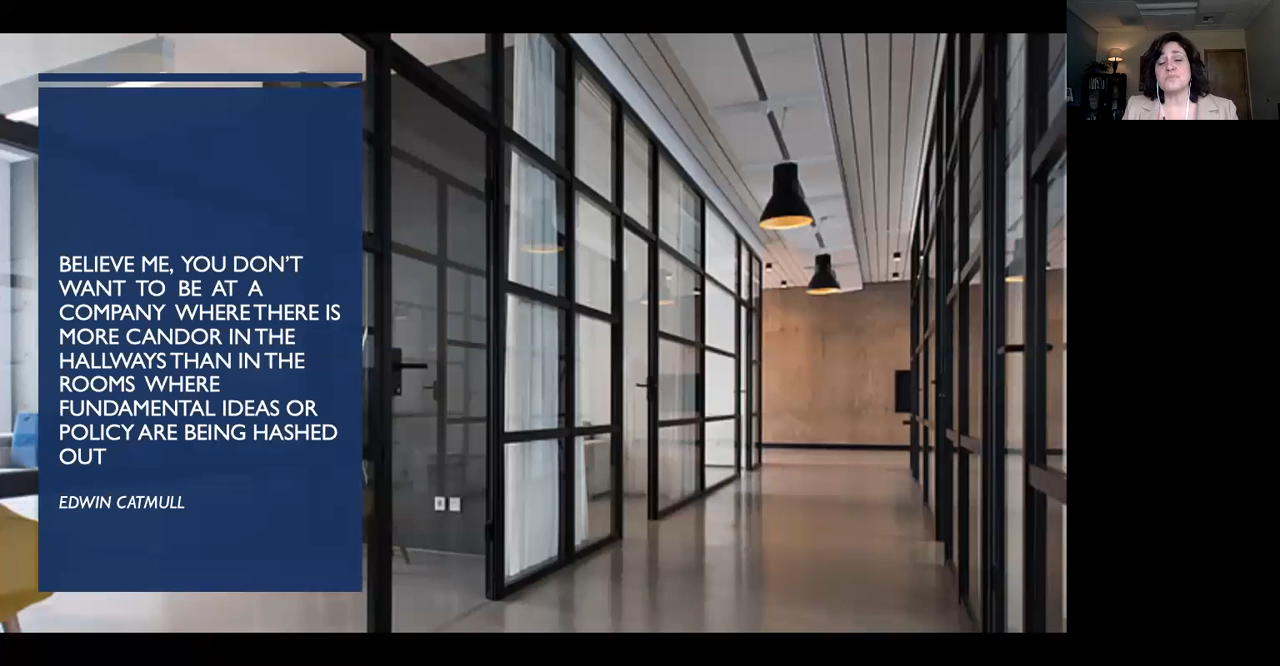 BELIEVE ME, YOU DON'T
WANT TO BE AT A
COMPANY WHERE THERE IS
MORE CANDOR IN THE
HALLWAYS THAN IN THE
ROOMS WHERE
FUNDAMENTAL IDEAS OR
POLICY ARE BEING HASHED
OUT
EDWIN CATMULL